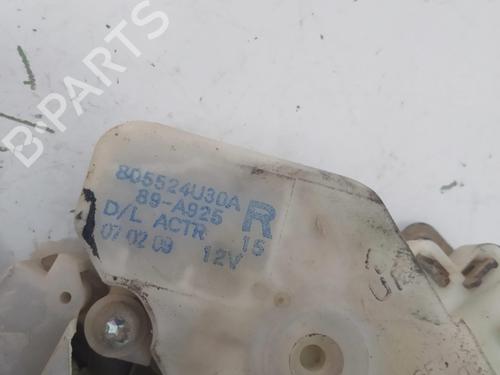 805524U30A
89-A925 R
D/L ACTR 15
07 02 09 12V
B-PARTS